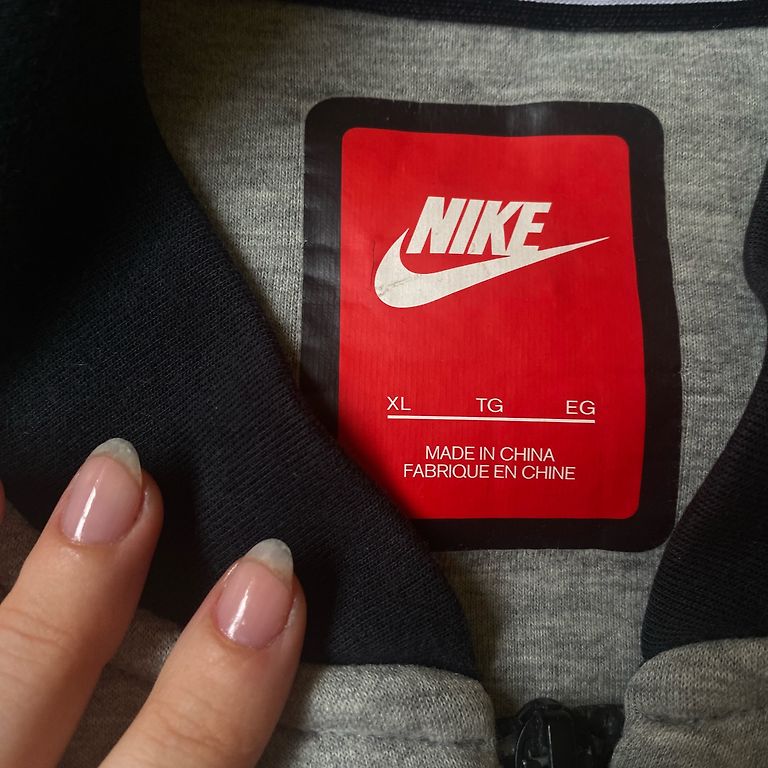 NIKE
XL TG EG
MADE IN CHINA
FABRIQUE EN CHINE